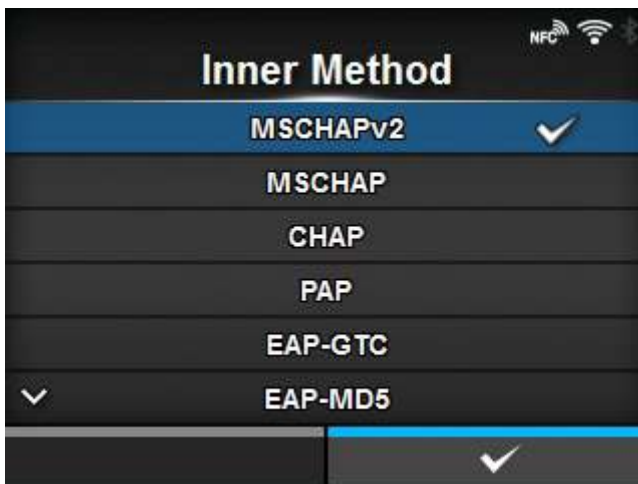 NFC
Inner Method
MSCHAPv2
MSCHAP
CHAP
PAP
EAP-GTC
EAP-MD5